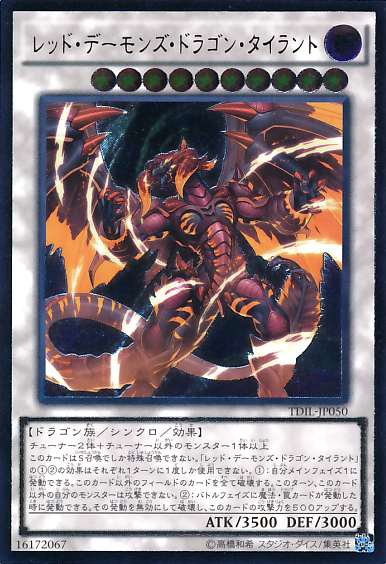 レッド・デーモンズ・ドラゴン・タイラント
TDIL-JP050
【ドラゴン族／シンクロ／効果】
チューナー2体＋チューナー以外のモンスター1体以上
このカードはS召喚でしか特殊召喚できない。「レッド・デーモンズ・ドラゴン・タイラント」
の①②の効果はそれぞれ1ターンに1度しか使用できない。①：自分メインフェイズ1に
発動できる。このカード以外のフィールドのカードを全て破壊する。このターン、このカード
以外の自分のモンスターは攻撃できない。②：バトルフェイズに魔法・罠カードが発動した
時に発動できる。その発動を無効にして破壊し、このカードの攻撃力を500アップする。
ATK/3500 DEF/3000
16172067
©高橋和希 スタジオ・ダイス/集英社